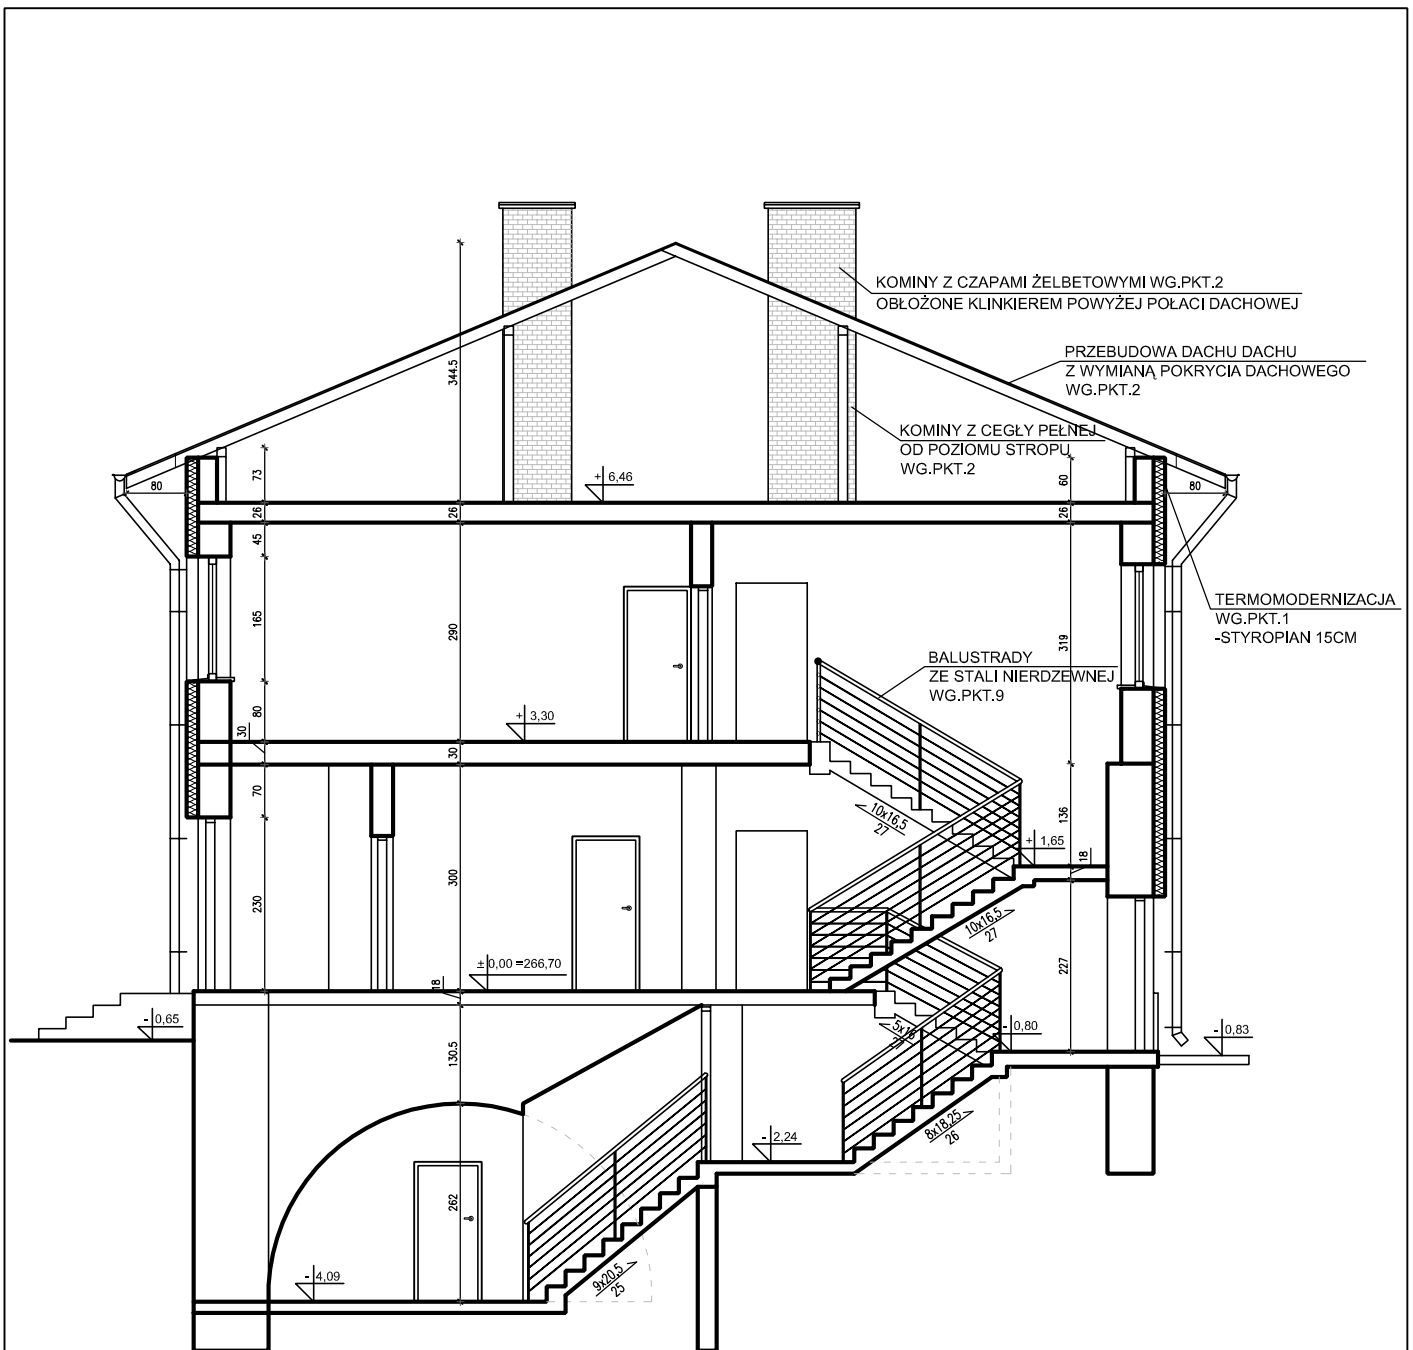 KOMINY Z CZAPAMI ŻELBETOWYMI WG.PKT.2
OBŁOŻONE KLINKIEREM POWYŻEJ POŁACI DACHOWEJ
PRZEBUDOWA DACHU DACHU
Z WYMIANĄ POKRYCIA DACHOWEGO
WG.PKT.2
344.5
KOMINY Z CEGŁY PEŁNEJ
OD POZIOMU STROPU
WG.PKT.2
80
73
+ 6,46
60
80
26
26
26
45
TERMOMODERNIZACJA
WG.PKT.1
-STYROPIAN 15CM
165
290
319
BALUSTRADY
ZE STALI NIERDZEWNEJ
WG.PKT.9
80
30
+ 3,30
30
70
10x16,5
27
136
+ 1,65
18
230
300
10x16,5
27
227
± 0,00 =266,70
18
- 0,65
5x16
- 0,80
- 0,83
130.5
8x18,25
26
- 2,24
262
- 4,09
9x20,5
25